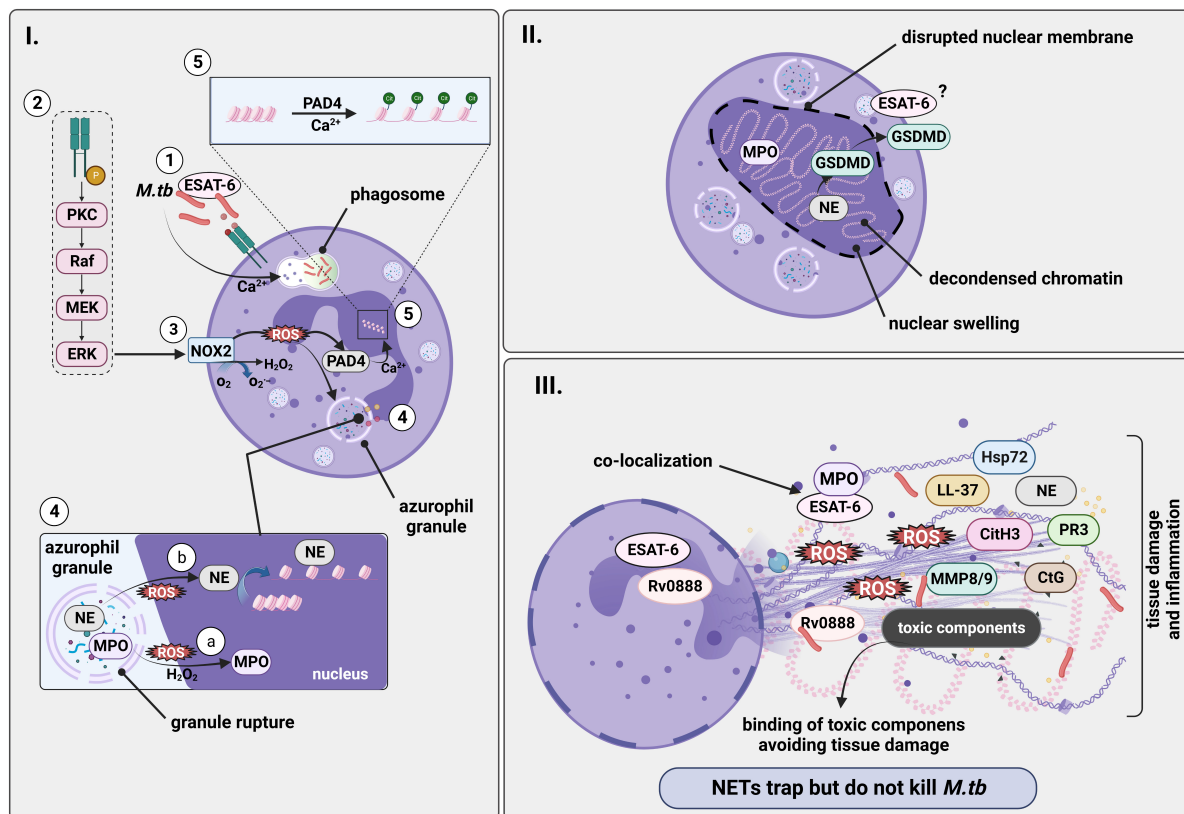 I.
5
PAD4
Ca²⁺
Cit
Cit
Cit
Cit
2
P
PKC
Raf
MEK
ERK
1
ESAT-6
M.tb
phagosome
Ca²⁺
3
NOX2
ROS
H₂O₂
O₂
O₂·–
PAD4
Ca²⁺
5
4
azurophil
granule
4
azurophil
granule
b
NE
ROS
NE
NE
MPO
a
ROS
H₂O₂
MPO
nucleus
granule rupture
II.
disrupted nuclear membrane
ESAT-6
?
GSDMD
MPO
GSDMD
NE
decondensed chromatin
nuclear swelling
III.
co-localization
MPO
ESAT-6
Hsp72
LL-37
NE
ROS
ROS
CitH3
PR3
ESAT-6
Rv0888
ROS
MMP8/9
CtG
Rv0888
toxic components
tissue damage
and inflammation
binding of toxic componens
avoiding tissue damage
NETs trap but do not kill M.tb